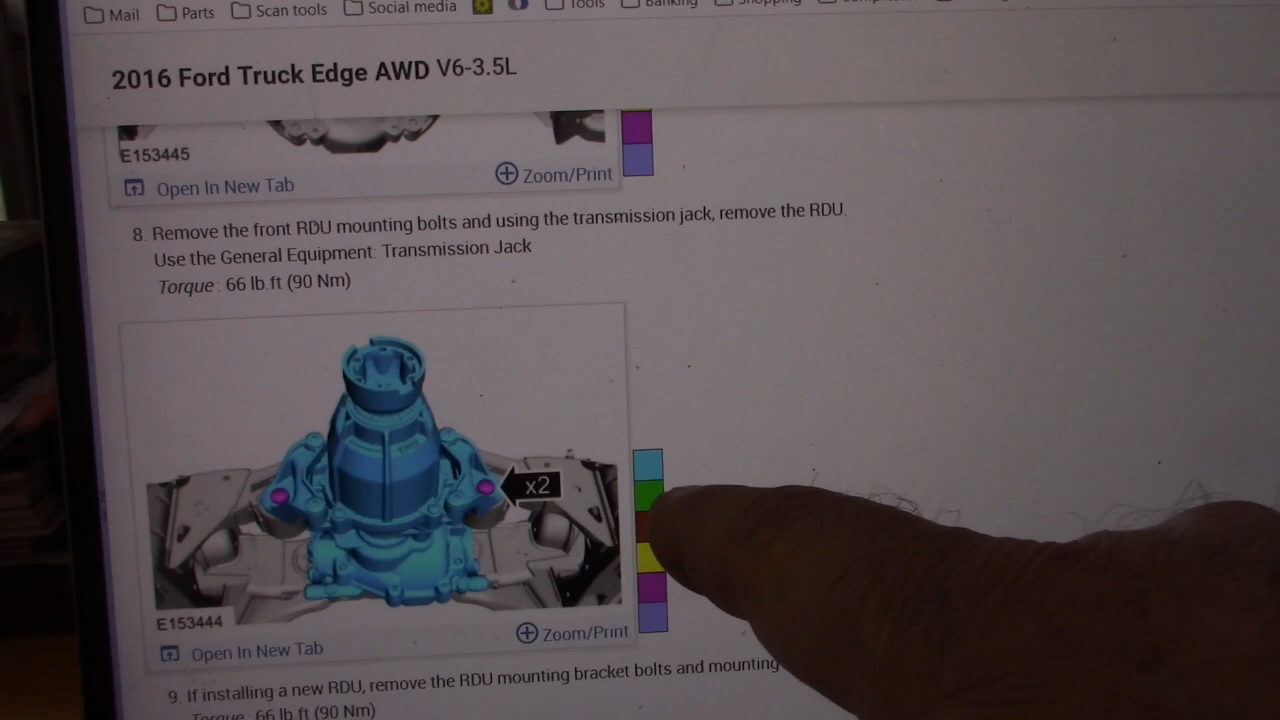 Mail Parts Scan tools Social media Tools Banking Shopping
2016 Ford Truck Edge AWD V6-3.5L
E153445
Open In New Tab Zoom/Print
8. Remove the front RDU mounting bolts and using the transmission jack, remove the RDU.
Use the General Equipment: Transmission Jack
Torque : 66 lb.ft (90 Nm)
x2
E153444
Open In New Tab Zoom/Print
9. If installing a new RDU, remove the RDU mounting bracket bolts and mounting
Torque: 66 lb.ft (90 Nm)